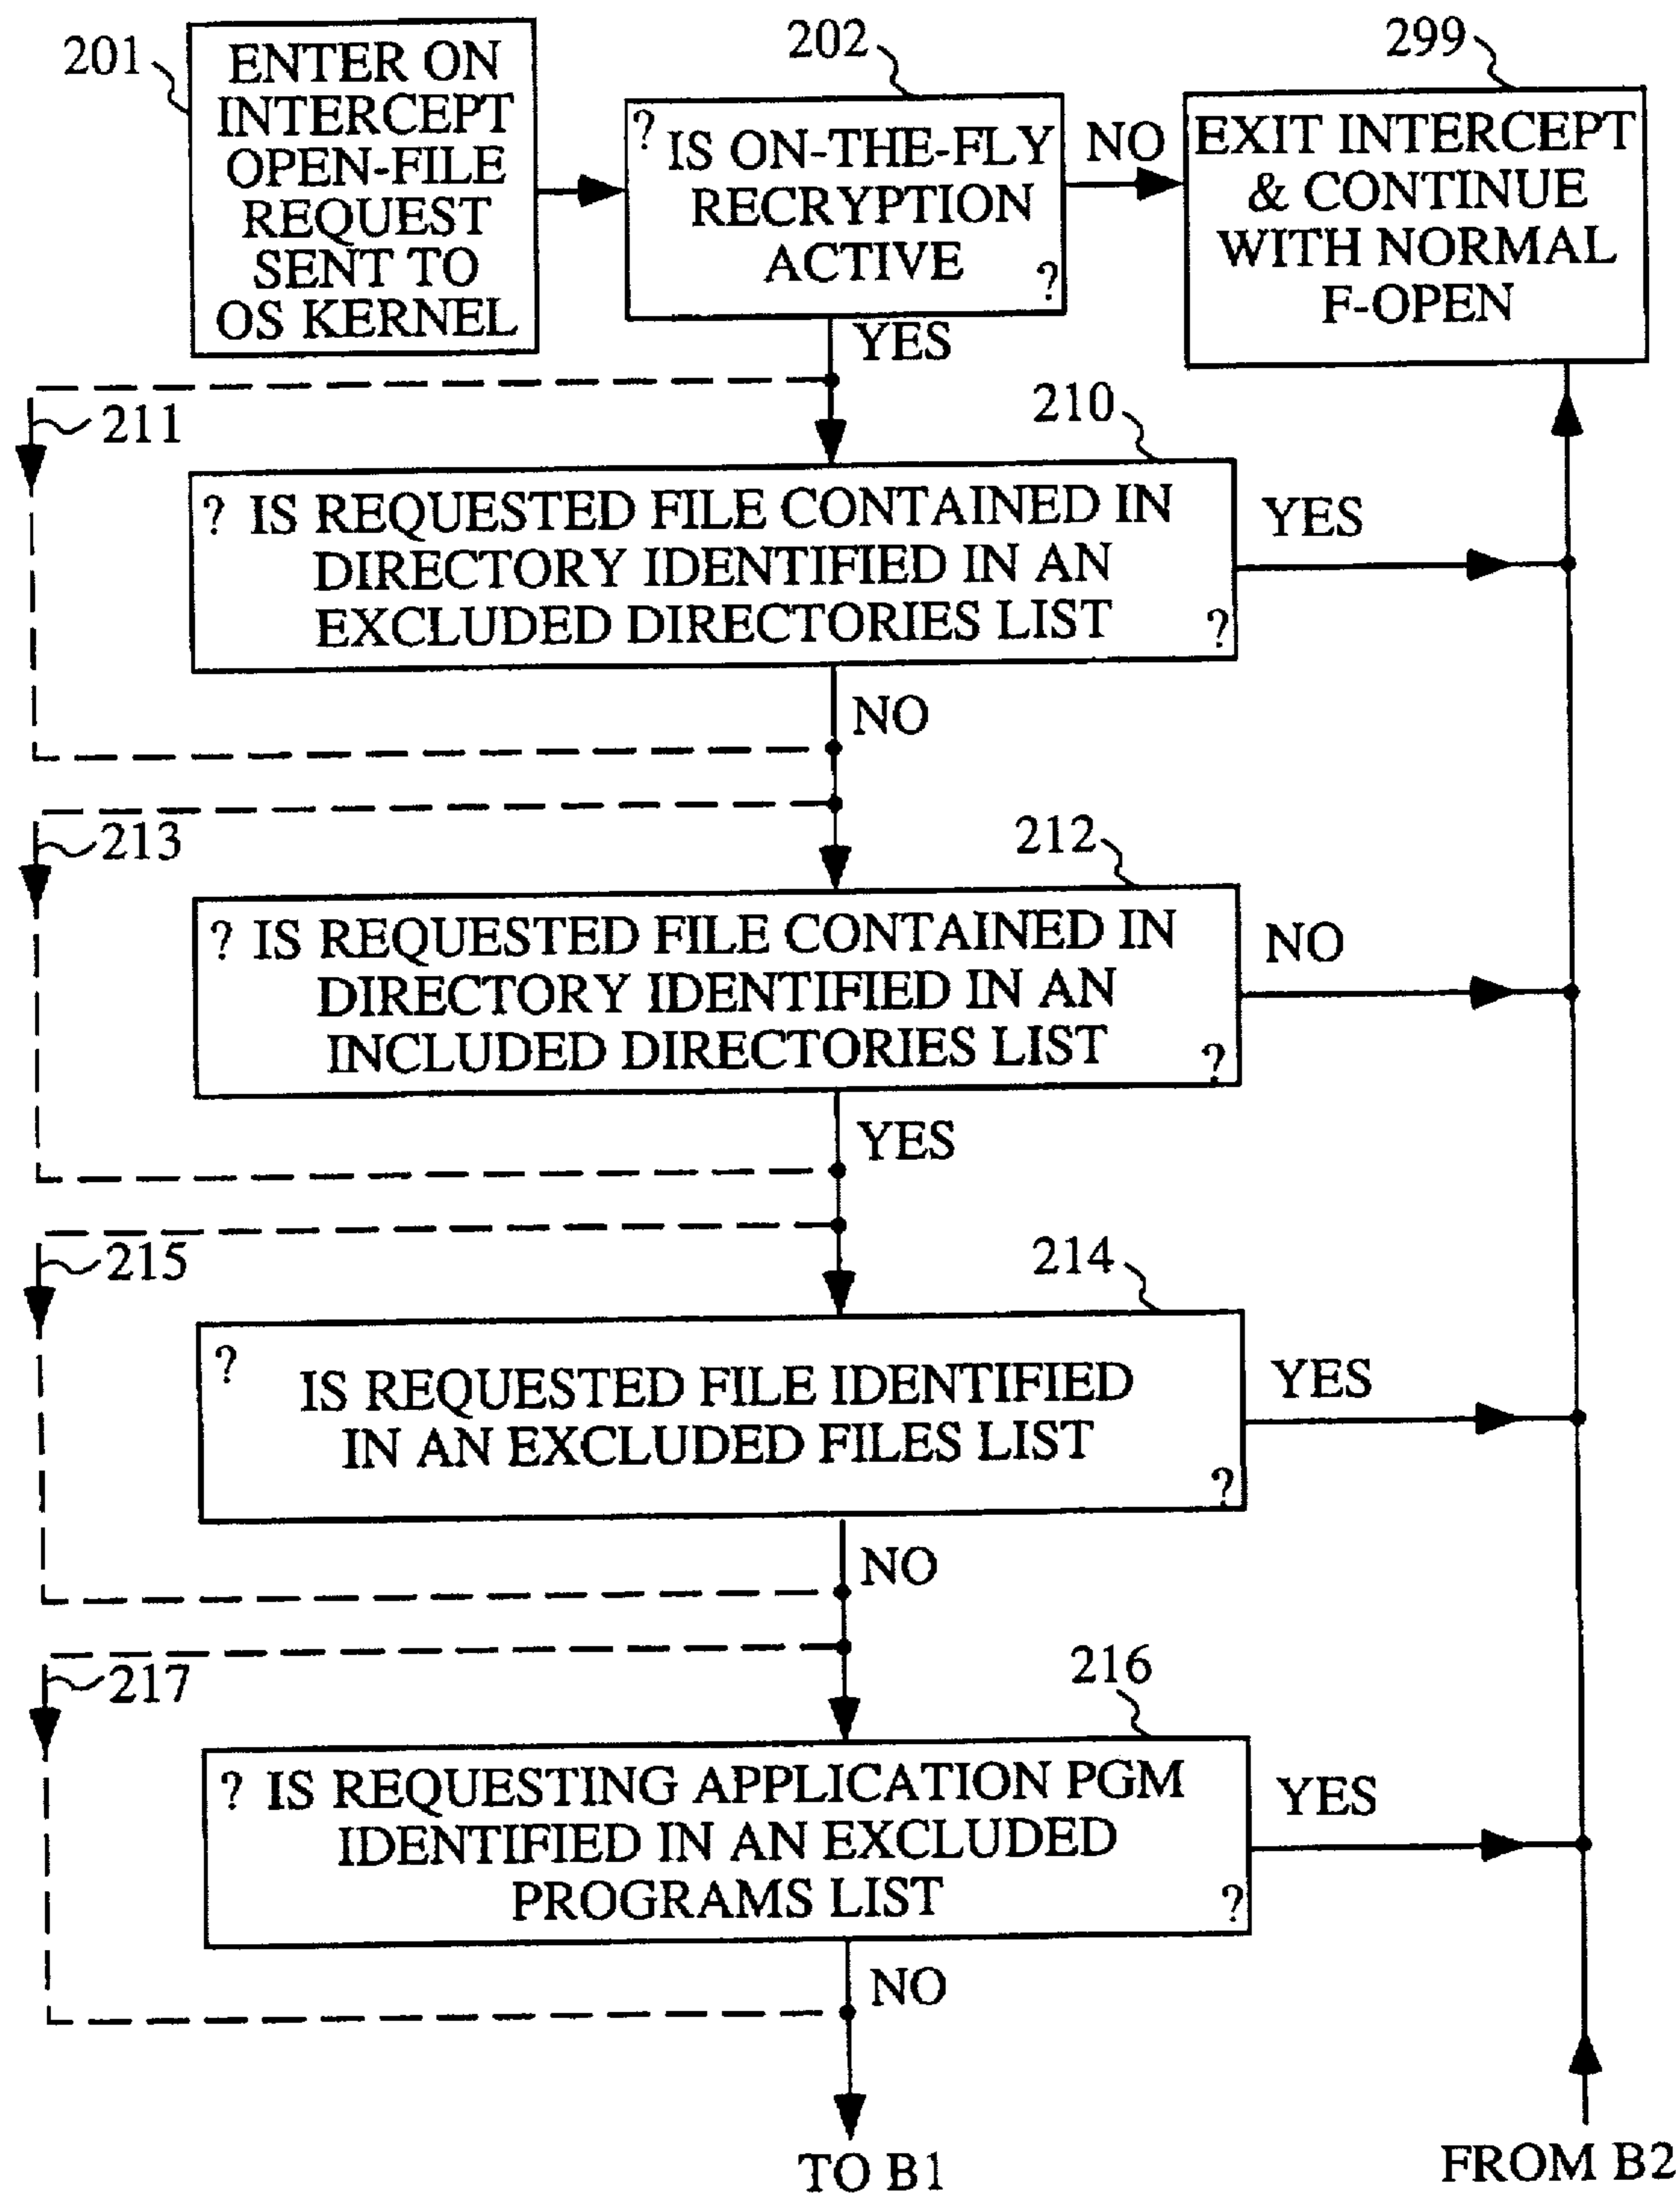 201
ENTER ON
INTERCEPT
OPEN-FILE
REQUEST
SENT TO
OS KERNEL
202
? IS ON-THE-FLY
RECRYPTION
ACTIVE ?
NO
299
EXIT INTERCEPT
& CONTINUE
WITH NORMAL
F-OPEN
YES
211
210
? IS REQUESTED FILE CONTAINED IN
DIRECTORY IDENTIFIED IN AN
EXCLUDED DIRECTORIES LIST ?
YES
NO
213
212
? IS REQUESTED FILE CONTAINED IN
DIRECTORY IDENTIFIED IN AN
INCLUDED DIRECTORIES LIST ?
NO
YES
215
214
? IS REQUESTED FILE IDENTIFIED
IN AN EXCLUDED FILES LIST ?
YES
NO
217
216
? IS REQUESTING APPLICATION PGM
IDENTIFIED IN AN EXCLUDED
PROGRAMS LIST ?
YES
NO
TO B1
FROM B2